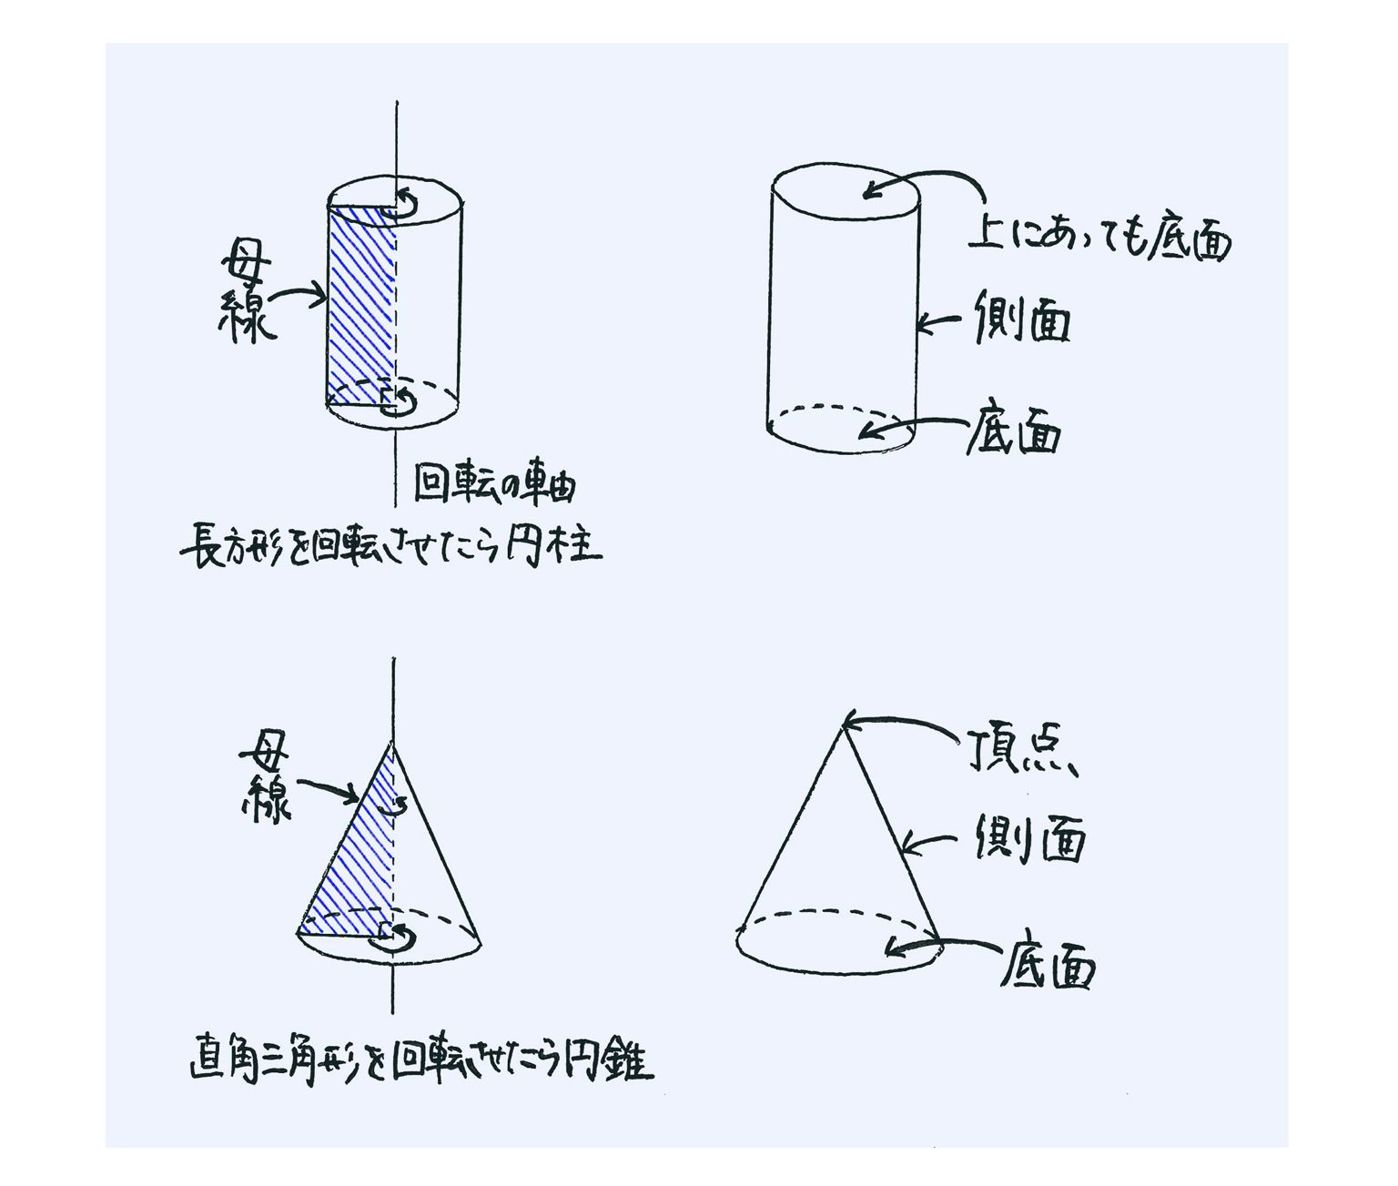 母線
上にあっても底面
側面
底面
回転の軸
長方形を回転させたら円柱
母線
頂点
側面
底面
直角三角形を回転させたら円錐